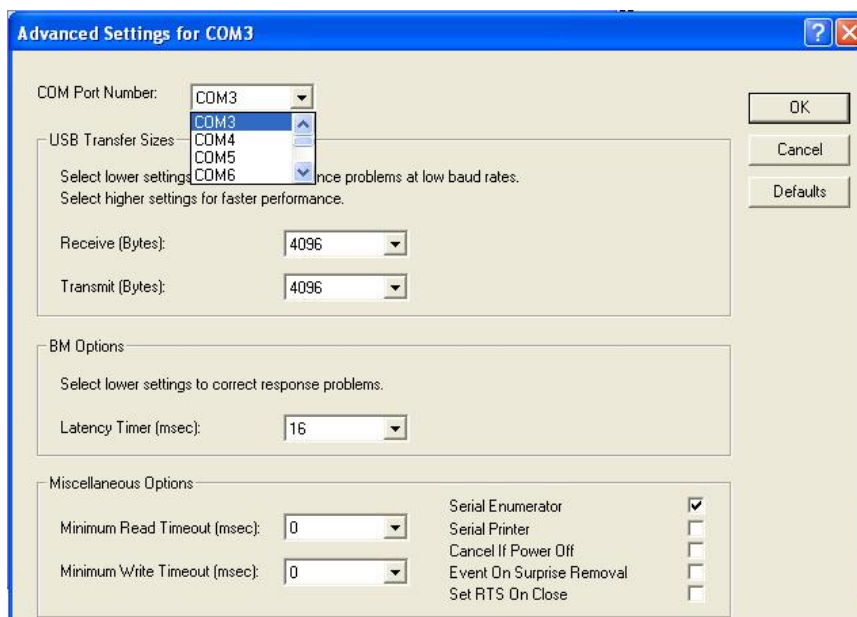 Advanced Settings for COM3
COM Port Number:
COM3
COM3
COM4
COM5
COM6
OK
Cancel
Defaults
USB Transfer Sizes
Select lower settings nce problems at low baud rates.
Select higher settings for faster performance.
Receive (Bytes):
4096
Transmit (Bytes):
4096
BM Options
Select lower settings to correct response problems.
Latency Timer (msec):
16
Miscellaneous Options
Minimum Read Timeout (msec):
0
Minimum Write Timeout (msec):
0
Serial Enumerator
Serial Printer
Cancel If Power Off
Event On Surprise Removal
Set RTS On Close